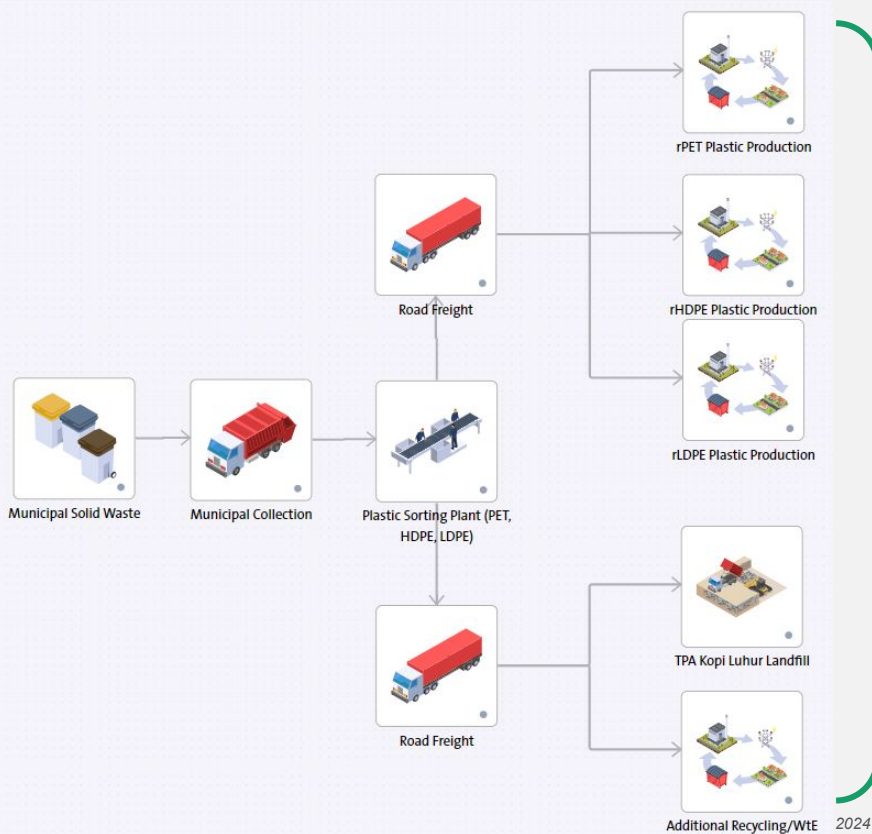 rPET Plastic Production
Road Freight
rHDPE Plastic Production
rLDPE Plastic Production
Municipal Solid Waste
Municipal Collection
Plastic Sorting Plant (PET,
HDPE, LDPE)
TPA Kopi Luhur Landfill
Road Freight
Additional Recycling/WtE
2024